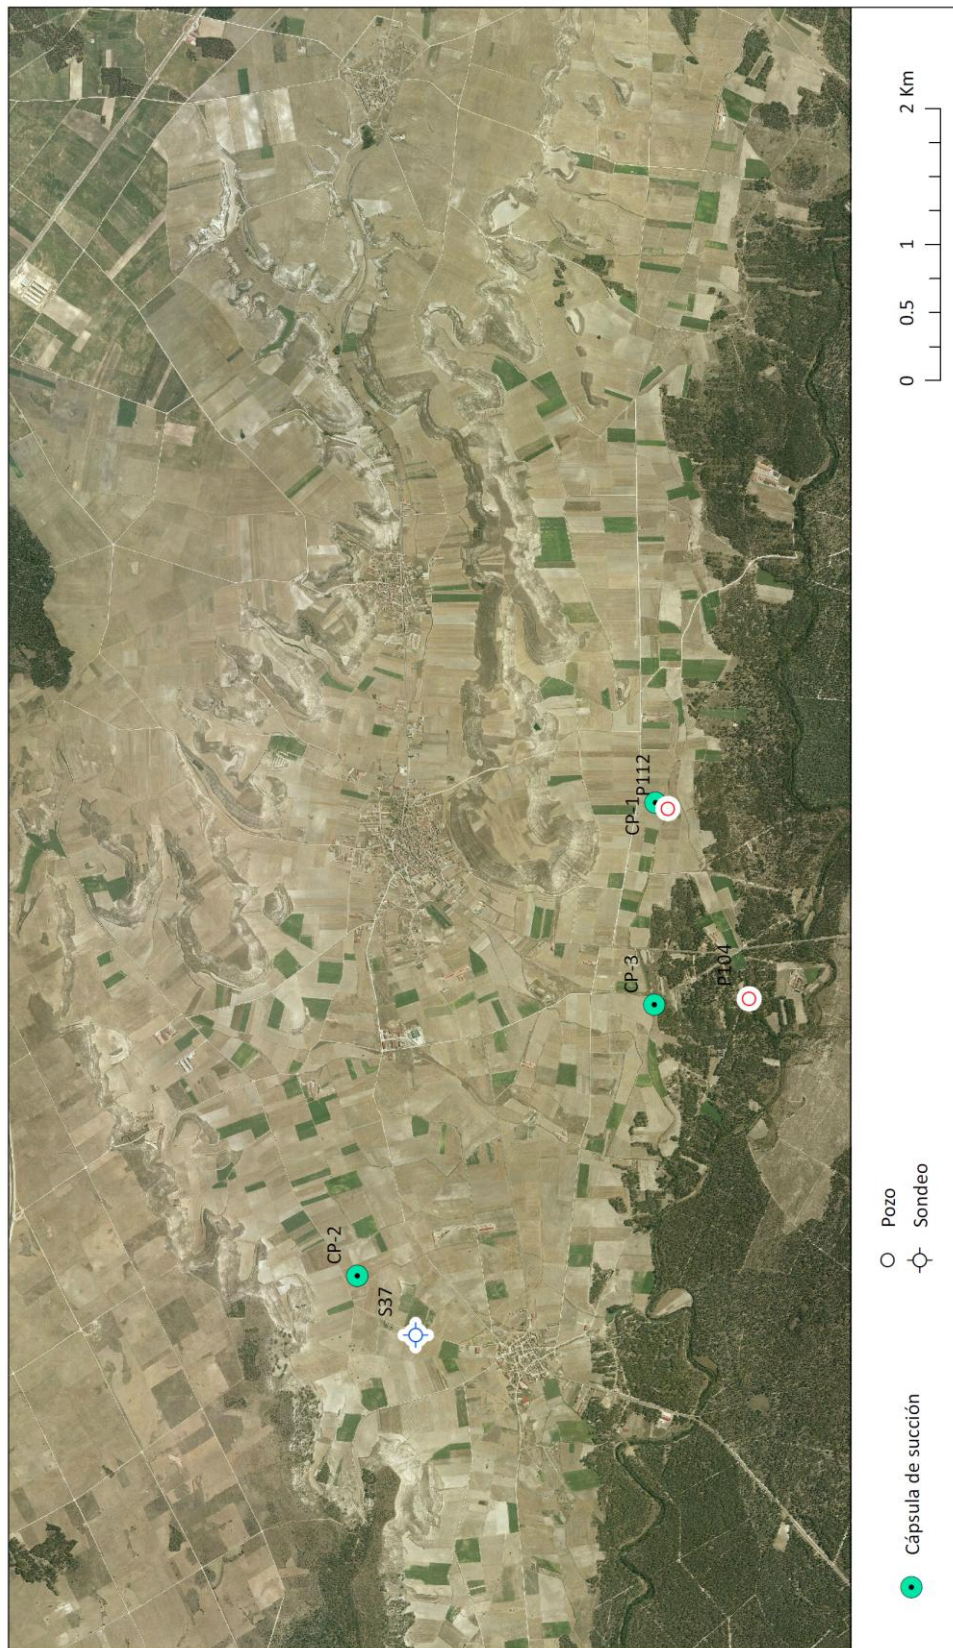 CP-2
S37
CP-3
P104
CP-1
P112
Cápsula de succión
Pozo
Sondeo
0 0.5 1 2 Km